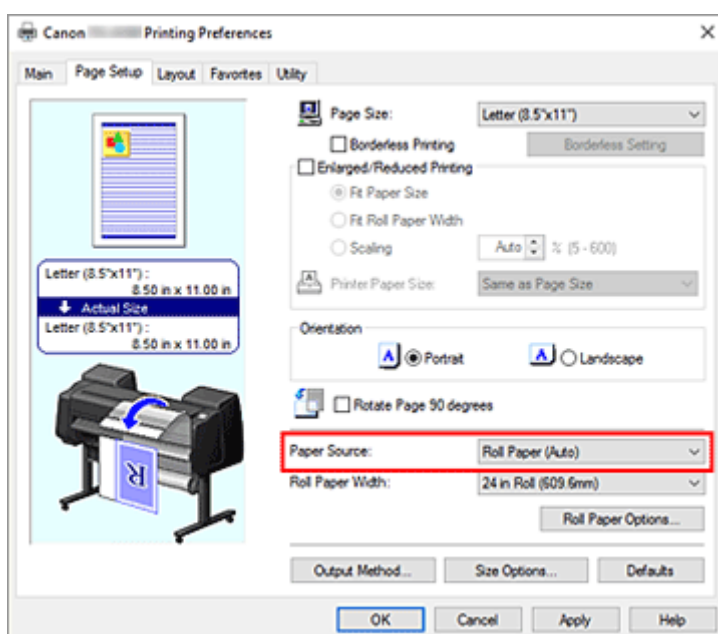 Canon Printing Preferences
Main Page Setup Layout Favorites Utility
Page Size: Letter (8.5"x11")
Borderless Printing Borderless Setting
Enlarged/Reduced Printing
Fit Paper Size
Fit Roll Paper Width
Scaling Auto % (5 - 600)
Printer Paper Size: Same as Page Size
Letter (8.5"x11") :
8.50 in x 11.00 in
Actual Size
Letter (8.5"x11") :
8.50 in x 11.00 in
Orientation
A Portrait A Landscape
Rotate Page 90 degrees
R
Paper Source: Roll Paper (Auto)
Roll Paper Width: 24 in Roll (609.6mm)
Roll Paper Options...
Output Method... Size Options... Defaults
OK Cancel Apply Help